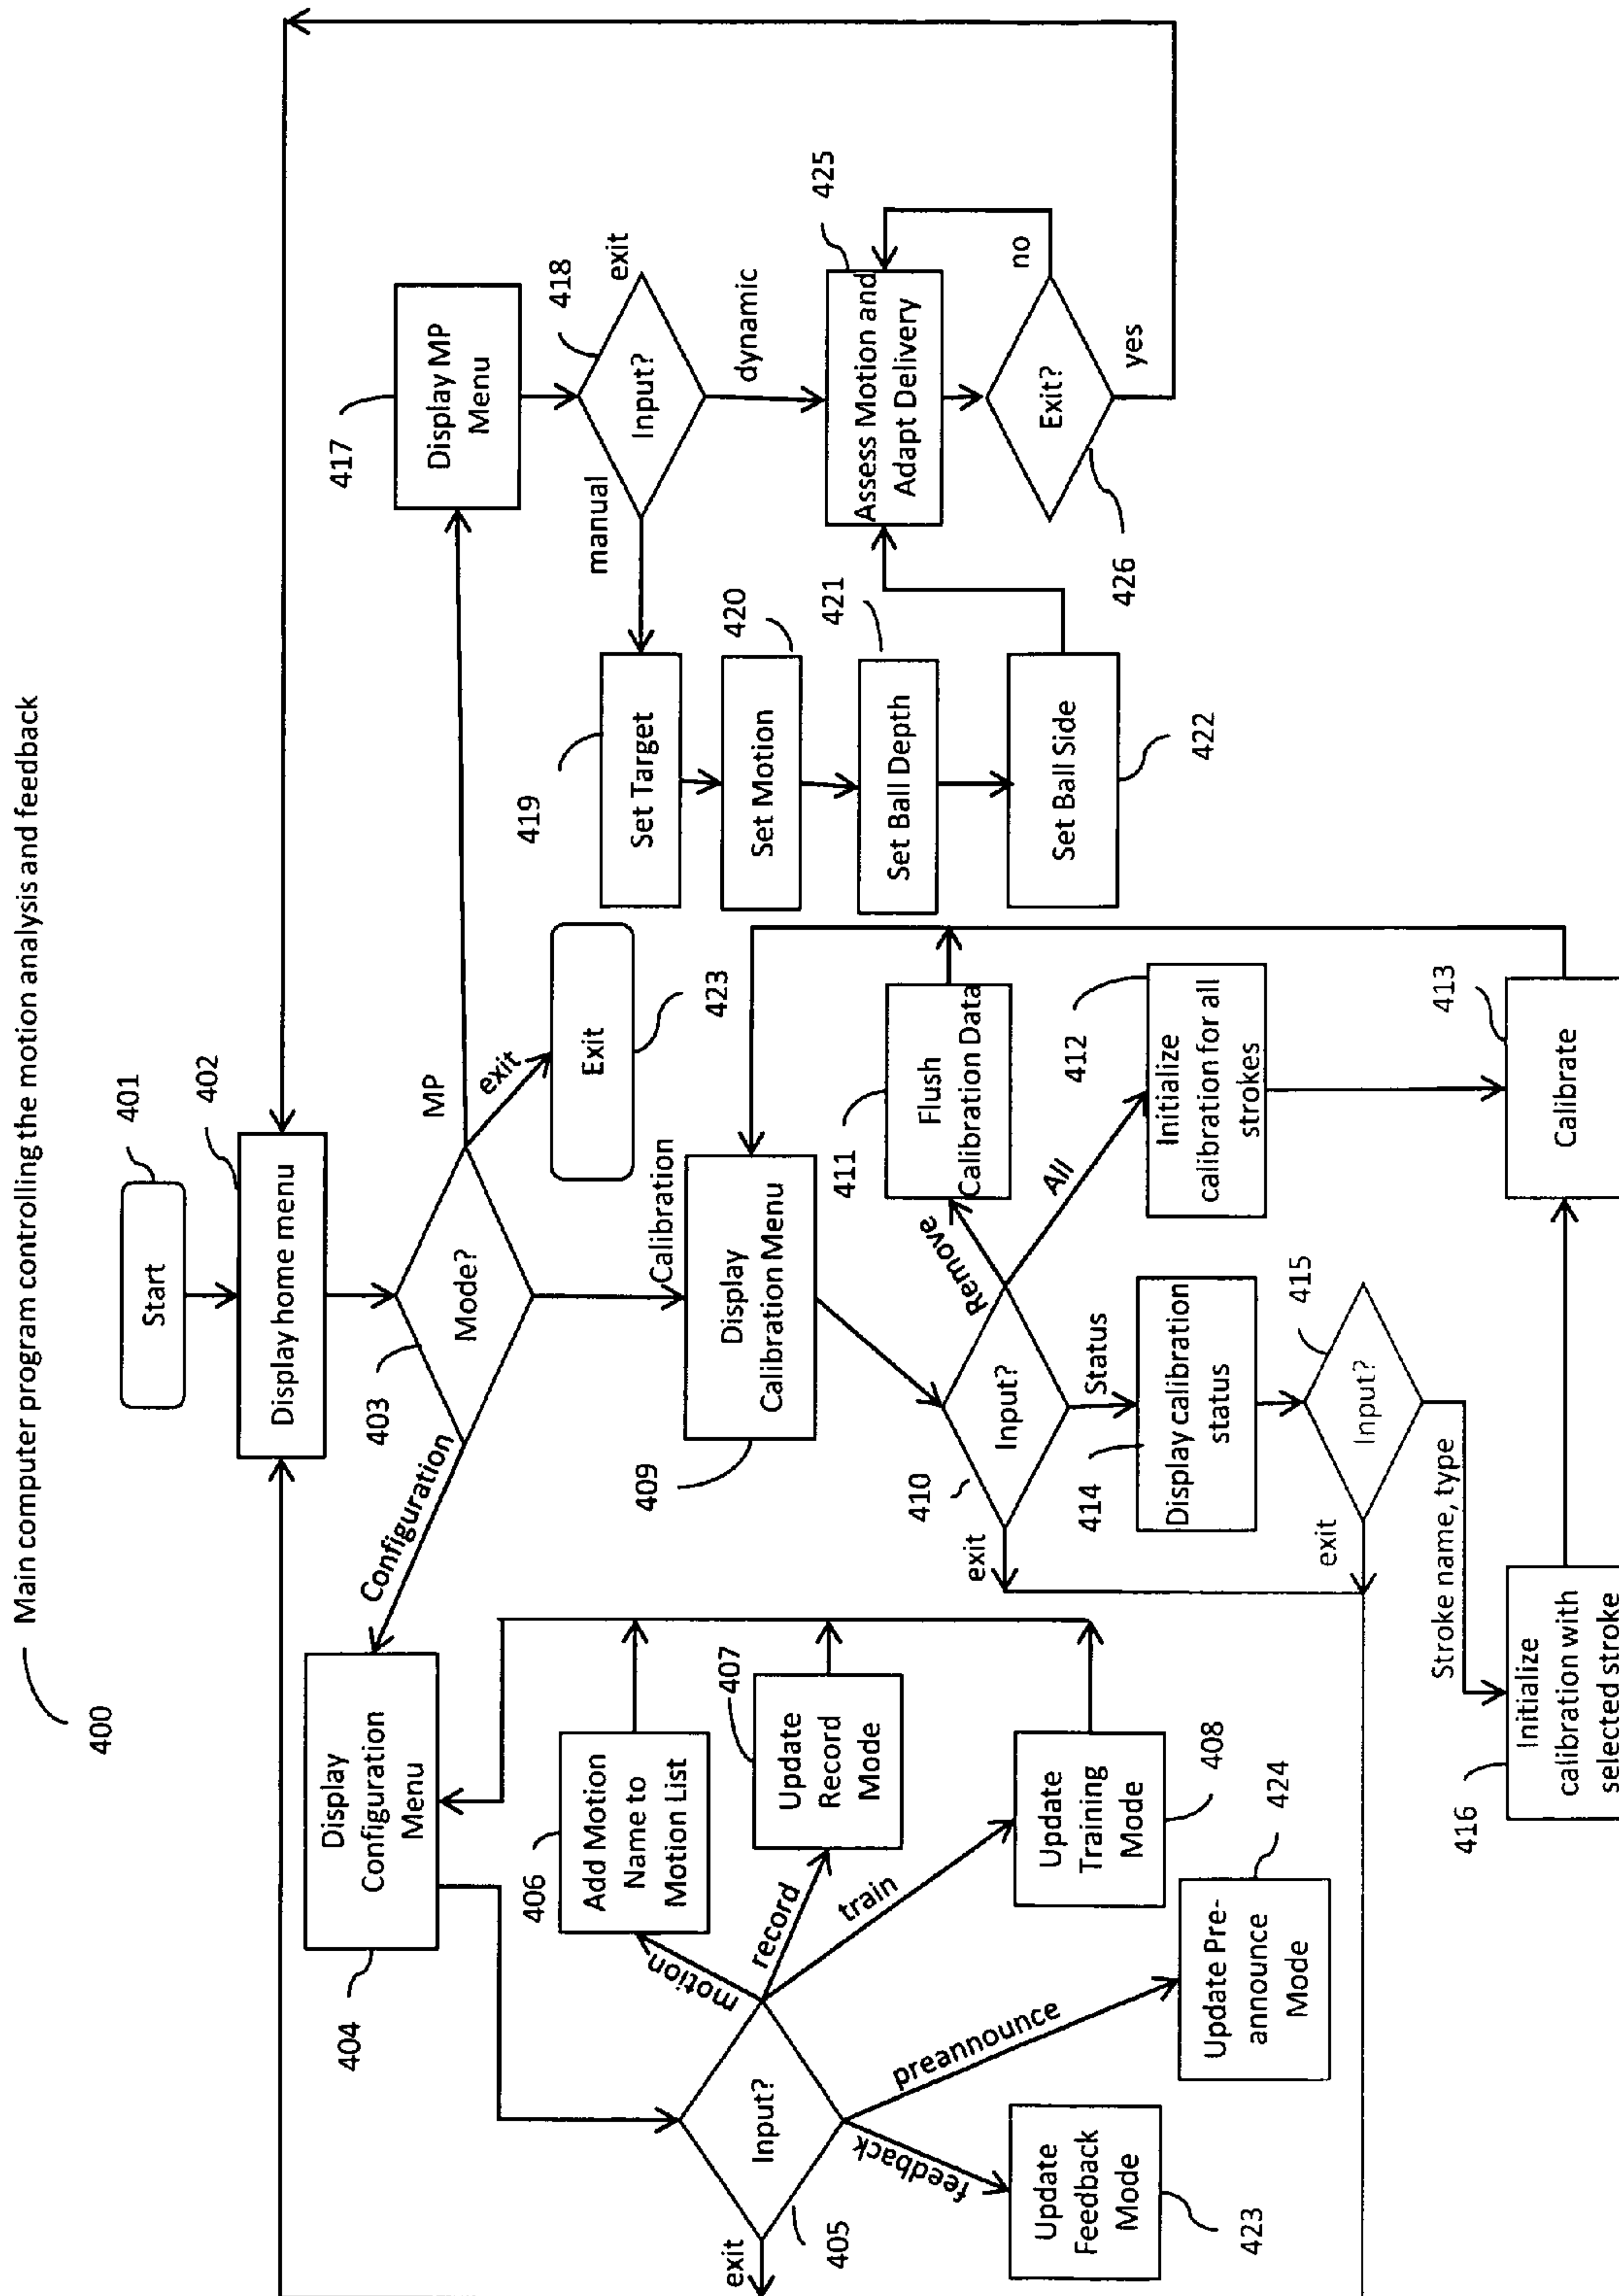 Main computer program controlling the motion analysis and feedback
400
Start
401
Display home menu
402
Mode?
403
Configuration
MP
exit
Calibration
Exit
423
Display
Configuration
Menu
404
Input?
405
exit
motion
record
train
preannounce
feedback
Add Motion
Name to
Motion List
406
Update
Record
Mode
407
Update
Training
Mode
408
Update Pre-
announce
Mode
424
Update
Feedback
Mode
423
Display
Calibration Menu
409
Input?
410
exit
Remove
All
Status
Flush
Calibration Data
411
Initialize
calibration for all
strokes
412
Calibrate
413
Display calibration
status
414
Input?
415
exit
Stroke name, type
Initialize
calibration with
selected stroke
416
Display MP
Menu
417
Input?
418
exit
manual
dynamic
Set Target
419
Set Motion
420
Set Ball Depth
421
Set Ball Side
422
Assess Motion and
Adapt Delivery
425
Exit?
426
no
yes